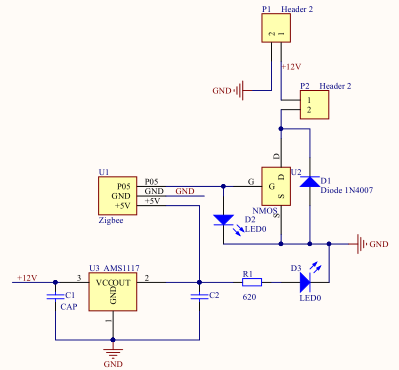 P1 Header 2
2 1
+12V
GND
P2 Header 2
1
2
D
U2
D
G G
S
S
NMOS
D1
Diode 1N4007
U1
P05 P05
GND GND GND
+5V +5V
Zigbee
D2
LED0
GND
+12V
U3 AMS1117
3 VCCOUT 2
GND
1
C1
CAP
C2
R1
620
D3
LED0
GND